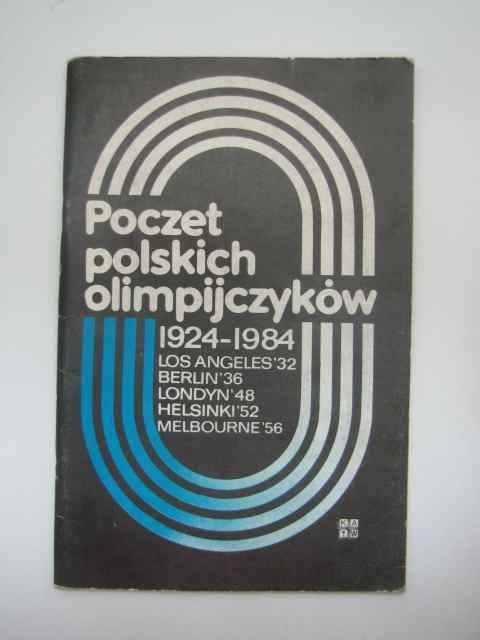 Poczet
polskich
olimpijczyków
1924-1984
LOS ANGELES'32
BERLIN'36
LONDYN'48
HELSINKI'52
MELBOURNE'56
K A
T W